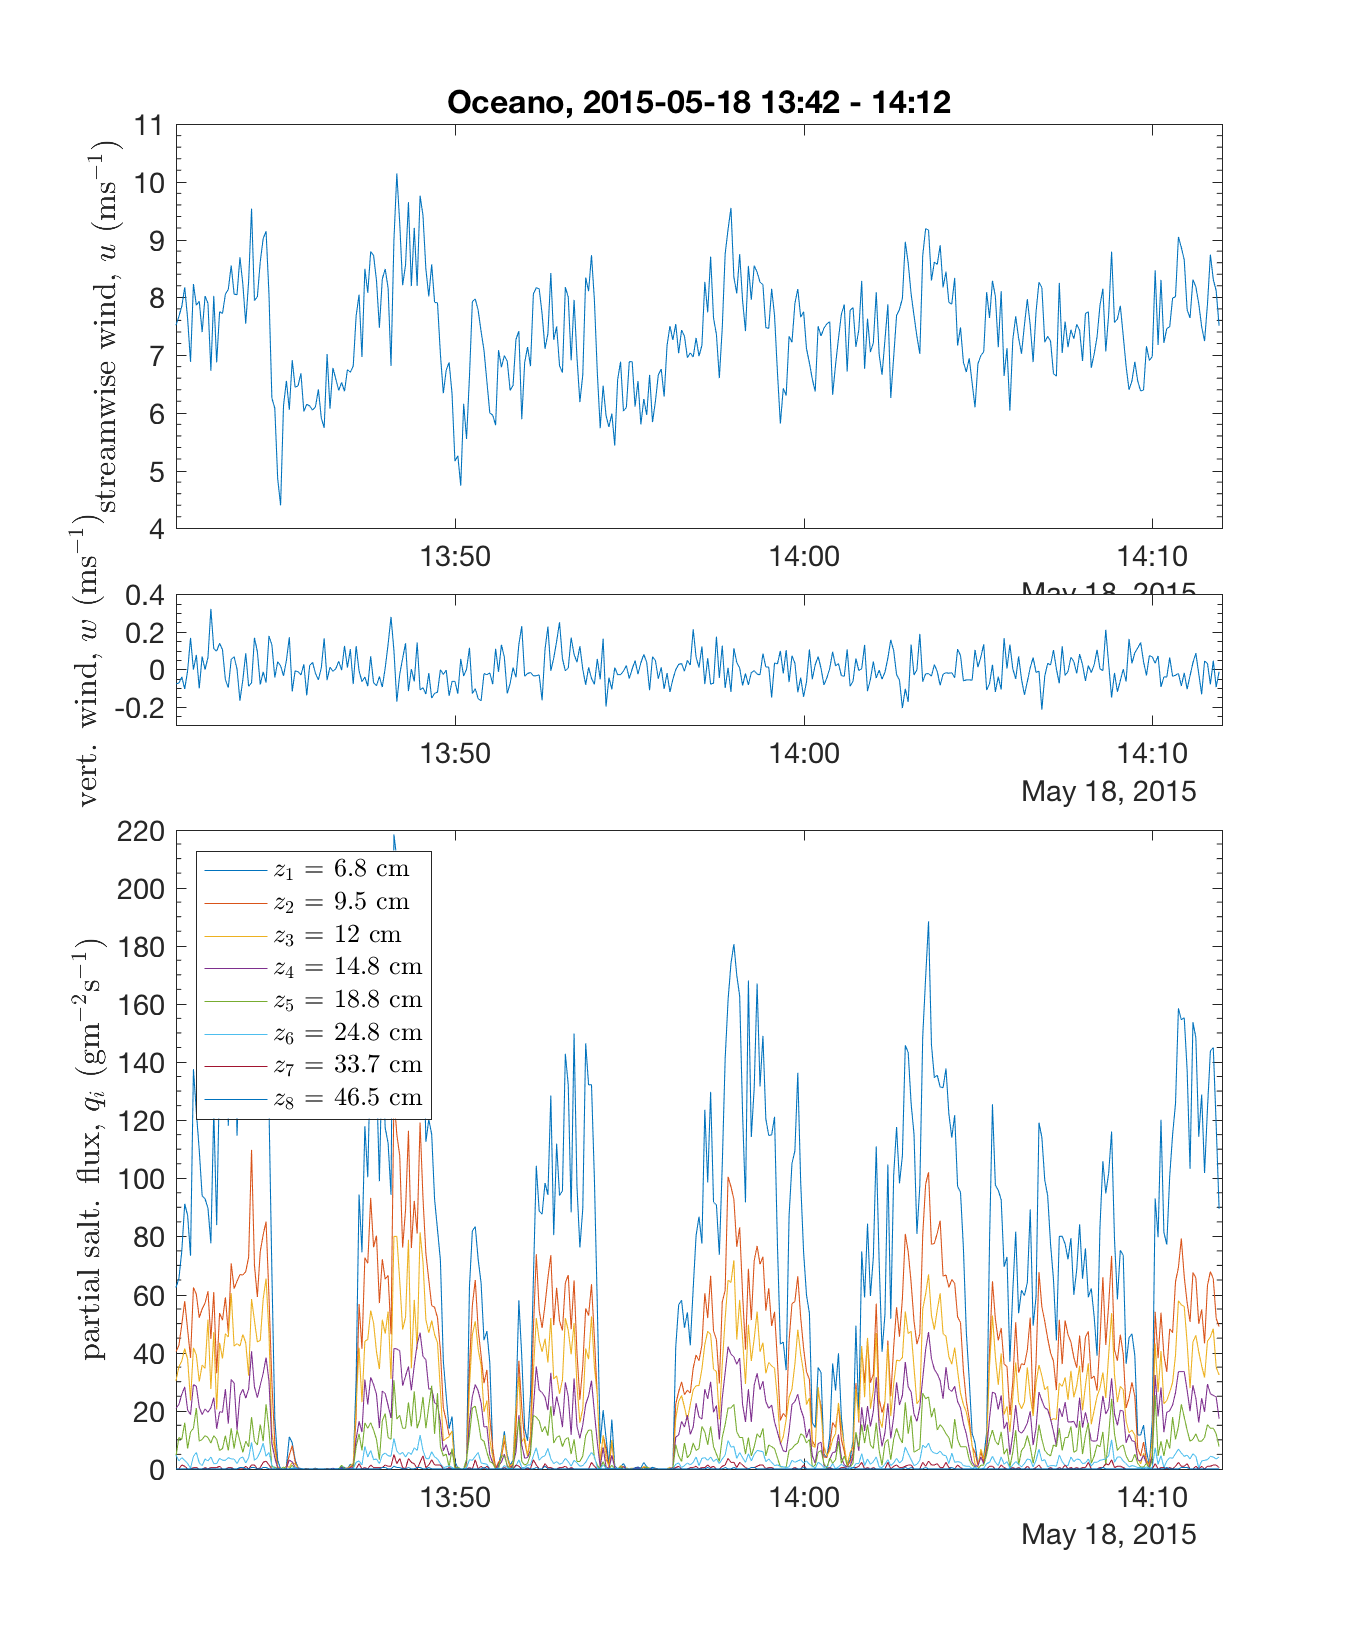 Oceano, 2015-05-18 13:42 - 14:12
streamwise wind, u (ms⁻¹)
11
10
9
8
7
6
5
4
13:50 14:00 14:10
May 18, 2015
vert. wind, w (ms⁻¹)
0.4
0.2
0
-0.2
13:50 14:00 14:10
May 18, 2015
partial salt. flux, qᵢ (gm⁻²s⁻¹)
220
200
180
160
140
120
100
80
60
40
20
0
z₁ = 6.8 cm
z₂ = 9.5 cm
z₃ = 12 cm
z₄ = 14.8 cm
z₅ = 18.8 cm
z₆ = 24.8 cm
z₇ = 33.7 cm
z₈ = 46.5 cm
13:50 14:00 14:10
May 18, 2015